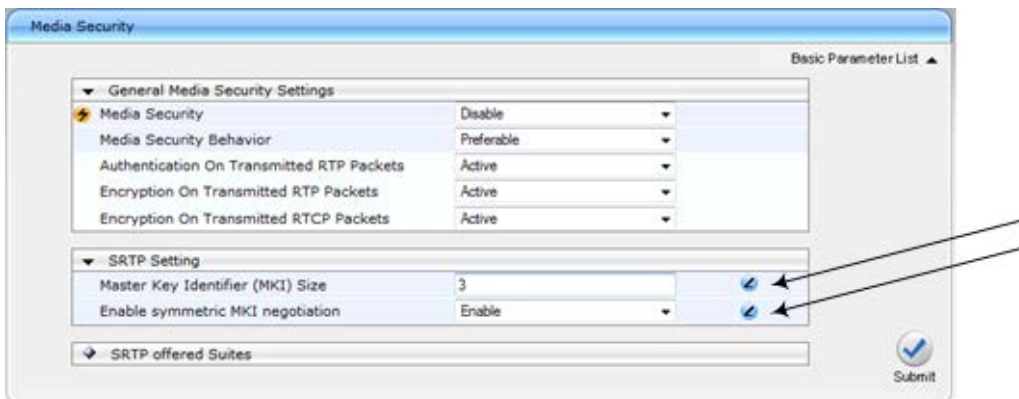 Media Security
Basic Parameter List
General Media Security Settings
Media Security Disable
Media Security Behavior Preferable
Authentication On Transmitted RTP Packets Active
Encryption On Transmitted RTP Packets Active
Encryption On Transmitted RTCP Packets Active
SRTP Setting
Master Key Identifier (MKI) Size 3
Enable symmetric MKI negotiation Enable
SRTP offered Suites
Submit